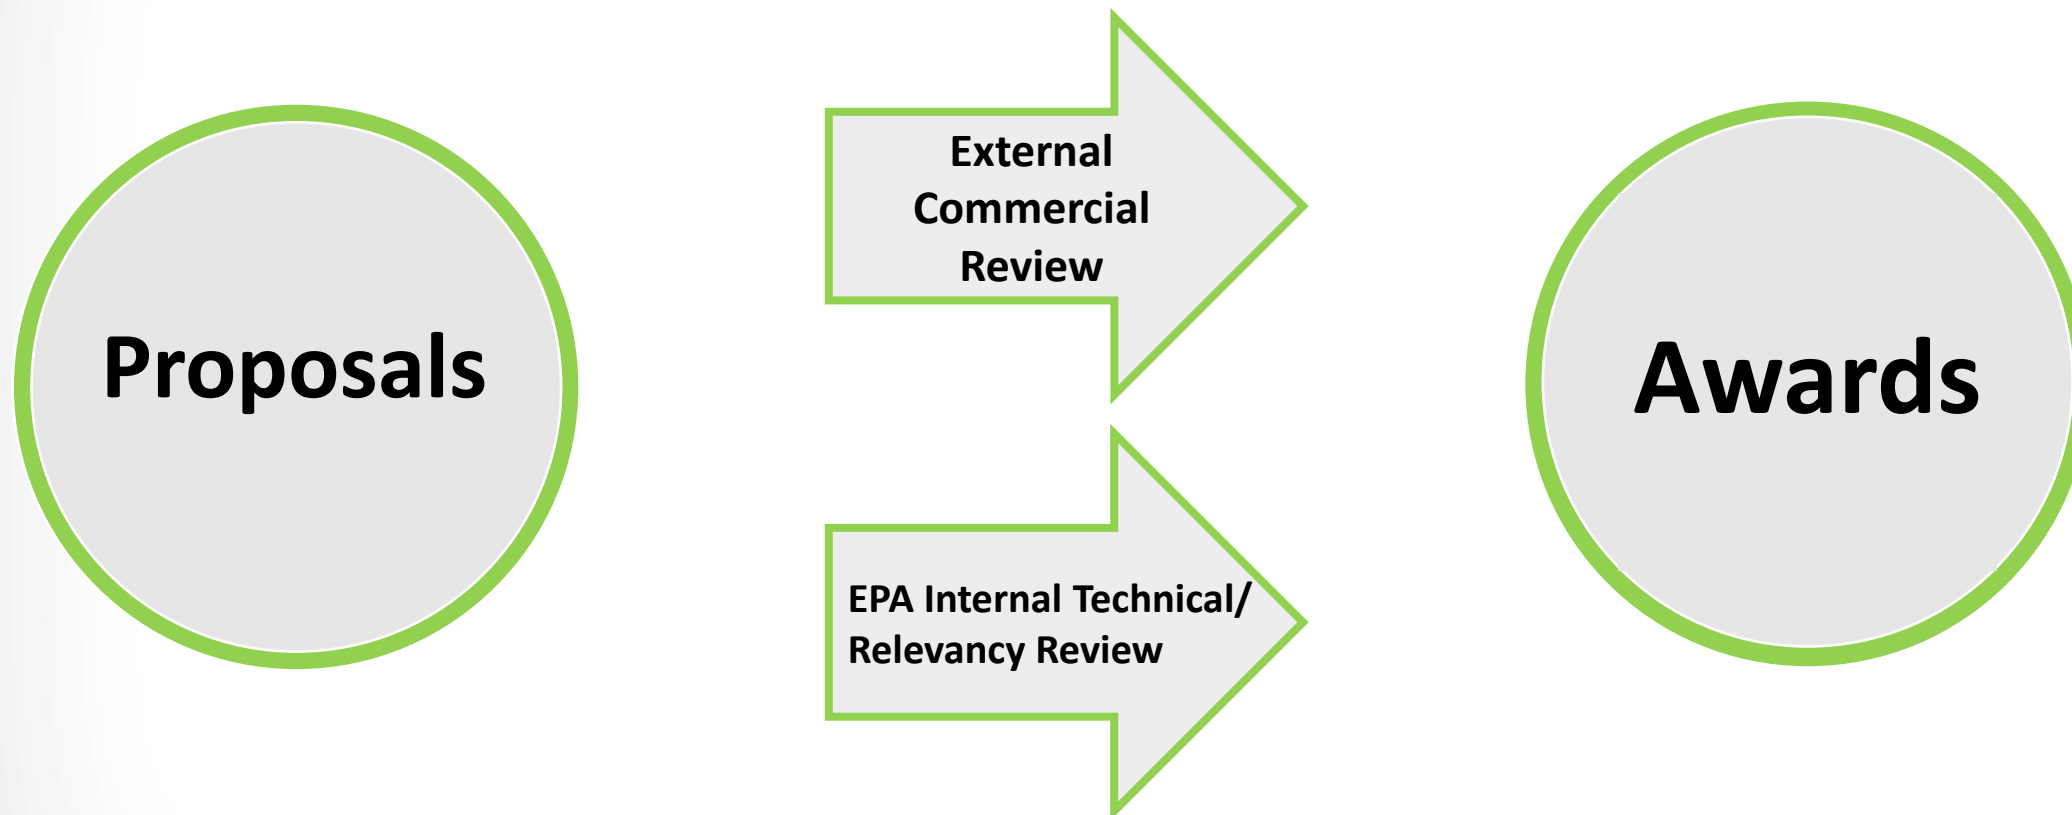 Proposals
External
Commercial
Review
EPA Internal Technical/
Relevancy Review
Awards